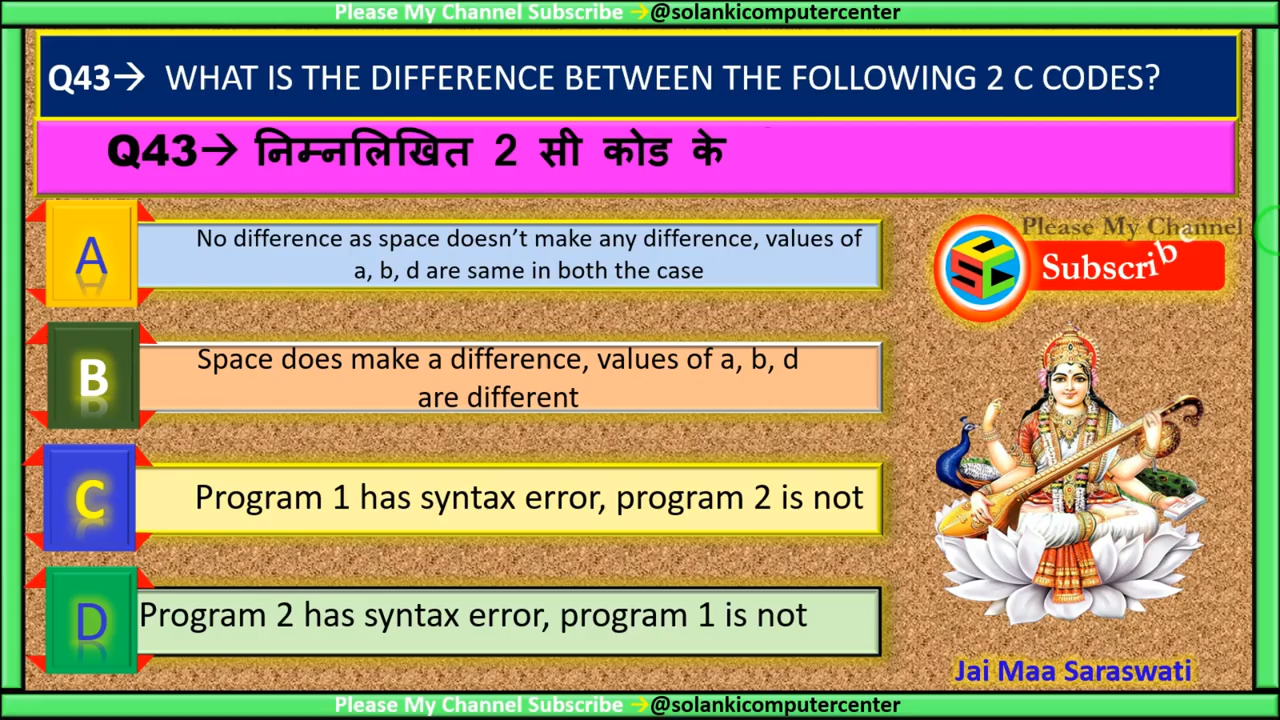 Please My Channel Subscribe →@solankicomputercenter
Q43→ WHAT IS THE DIFFERENCE BETWEEN THE FOLLOWING 2 C CODES?
Q43→ निम्नलिखित 2 सी कोड के
A
No difference as space doesn’t make any difference, values of
a, b, d are same in both the case
B
Space does make a difference, values of a, b, d
are different
C
Program 1 has syntax error, program 2 is not
D
Program 2 has syntax error, program 1 is not
Please My Channel
SCC
Subscribe
Jai Maa Saraswati
Please My Channel Subscribe →@solankicomputercenter